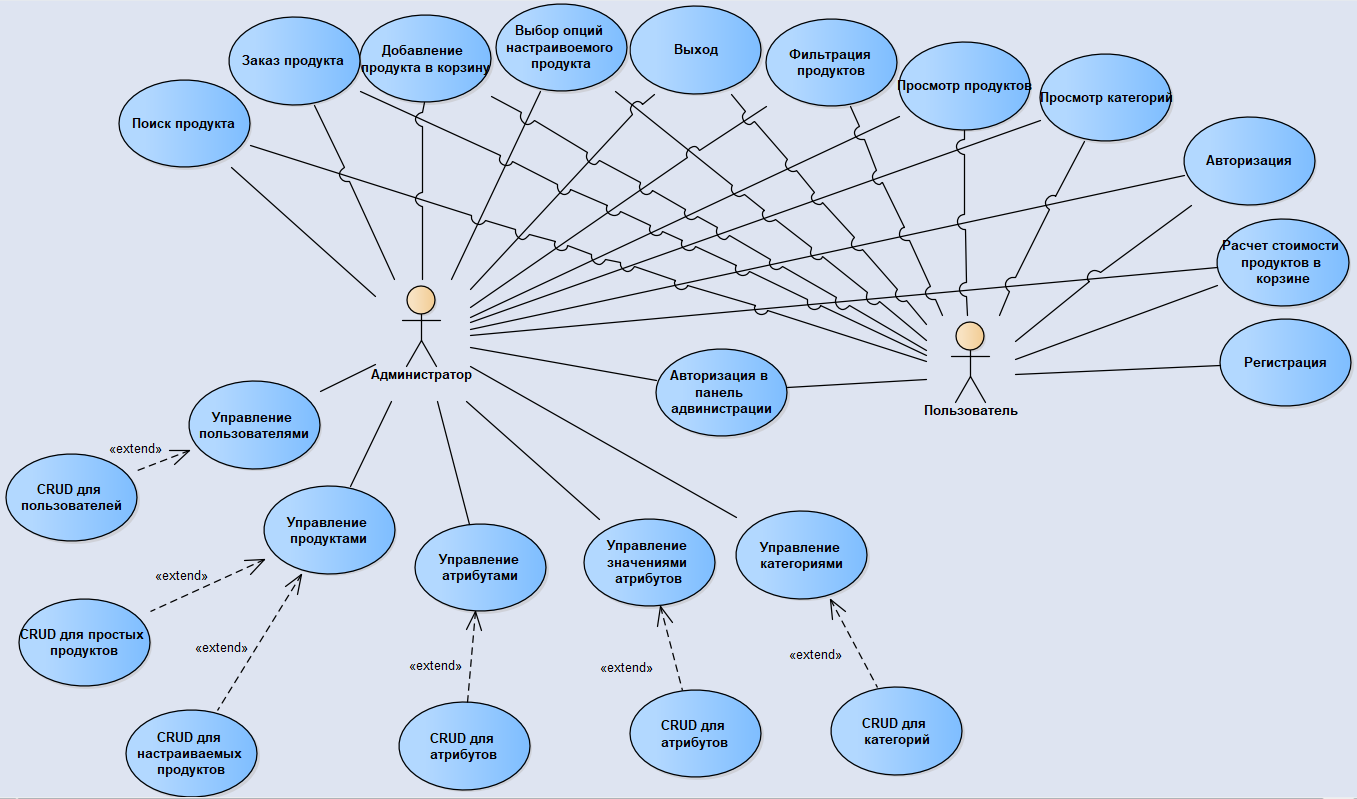 Выбор опций
настраивоемого
продукта
Заказ продукта
Добавление
продукта в корзину
Выход
Фильтрация
продуктов
Просмотр продуктов
Просмотр категорий
Поиск продукта
Авторизация
Расчет стоимости
продуктов в
корзине
Регистрация
Администратор
Авторизация в
панель
адвинистрации
Пользователь
Управление
пользователями
«extend»
CRUD для
пользователей
Управление
продуктами
Управление
атрибутами
Управление
значениями
атрибутов
Управление
категориями
«extend»
CRUD для простых
продуктов
«extend»
«extend»
«extend»
«extend»
CRUD для
настраиваемых
продуктов
CRUD для
атрибутов
CRUD для
атрибутов
CRUD для
категорий